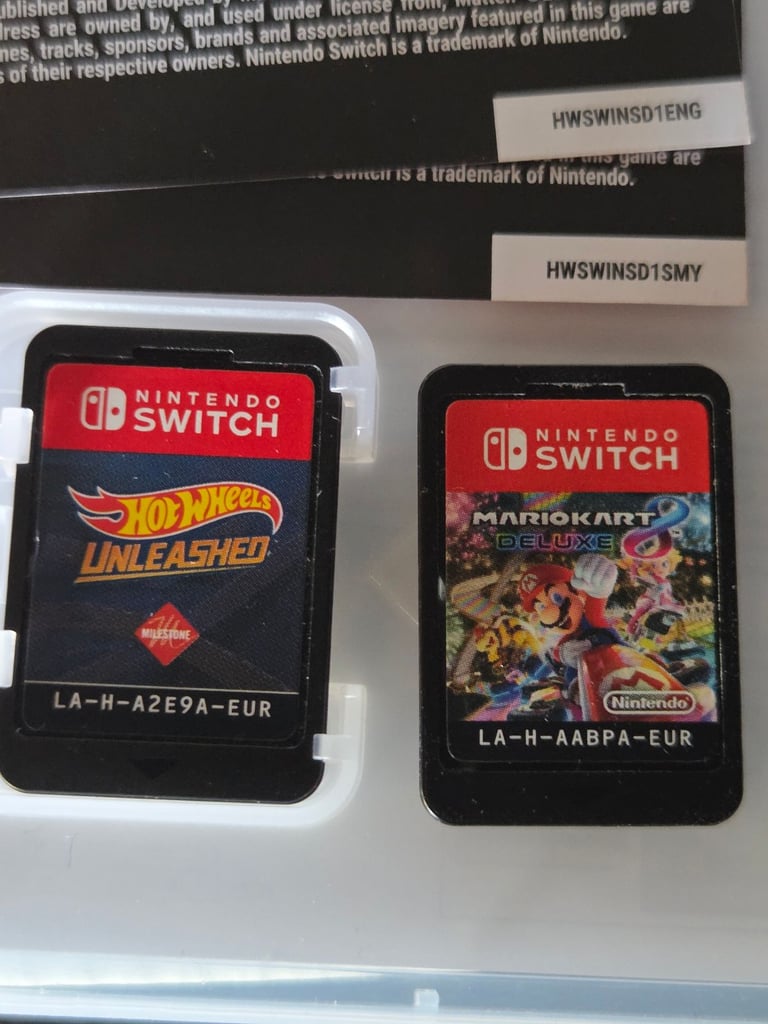 and developed by
dress are owned by, and used under license from,
tracks, sponsors, brands and associated imagery featured in this game are
of their respective owners. Nintendo Switch is a trademark of Nintendo.
HWSWINSD1ENG
this game are
Switch is a trademark of Nintendo.
HWSWINSD1SMY
NINTENDO
SWITCH
HOT WHEELS
UNLEASHED
M
MILESTONE
LA-H-A2E9A-EUR
NINTENDO
SWITCH
MARIOKART 8
DELUXE
M
Nintendo
LA-H-AABPA-EUR